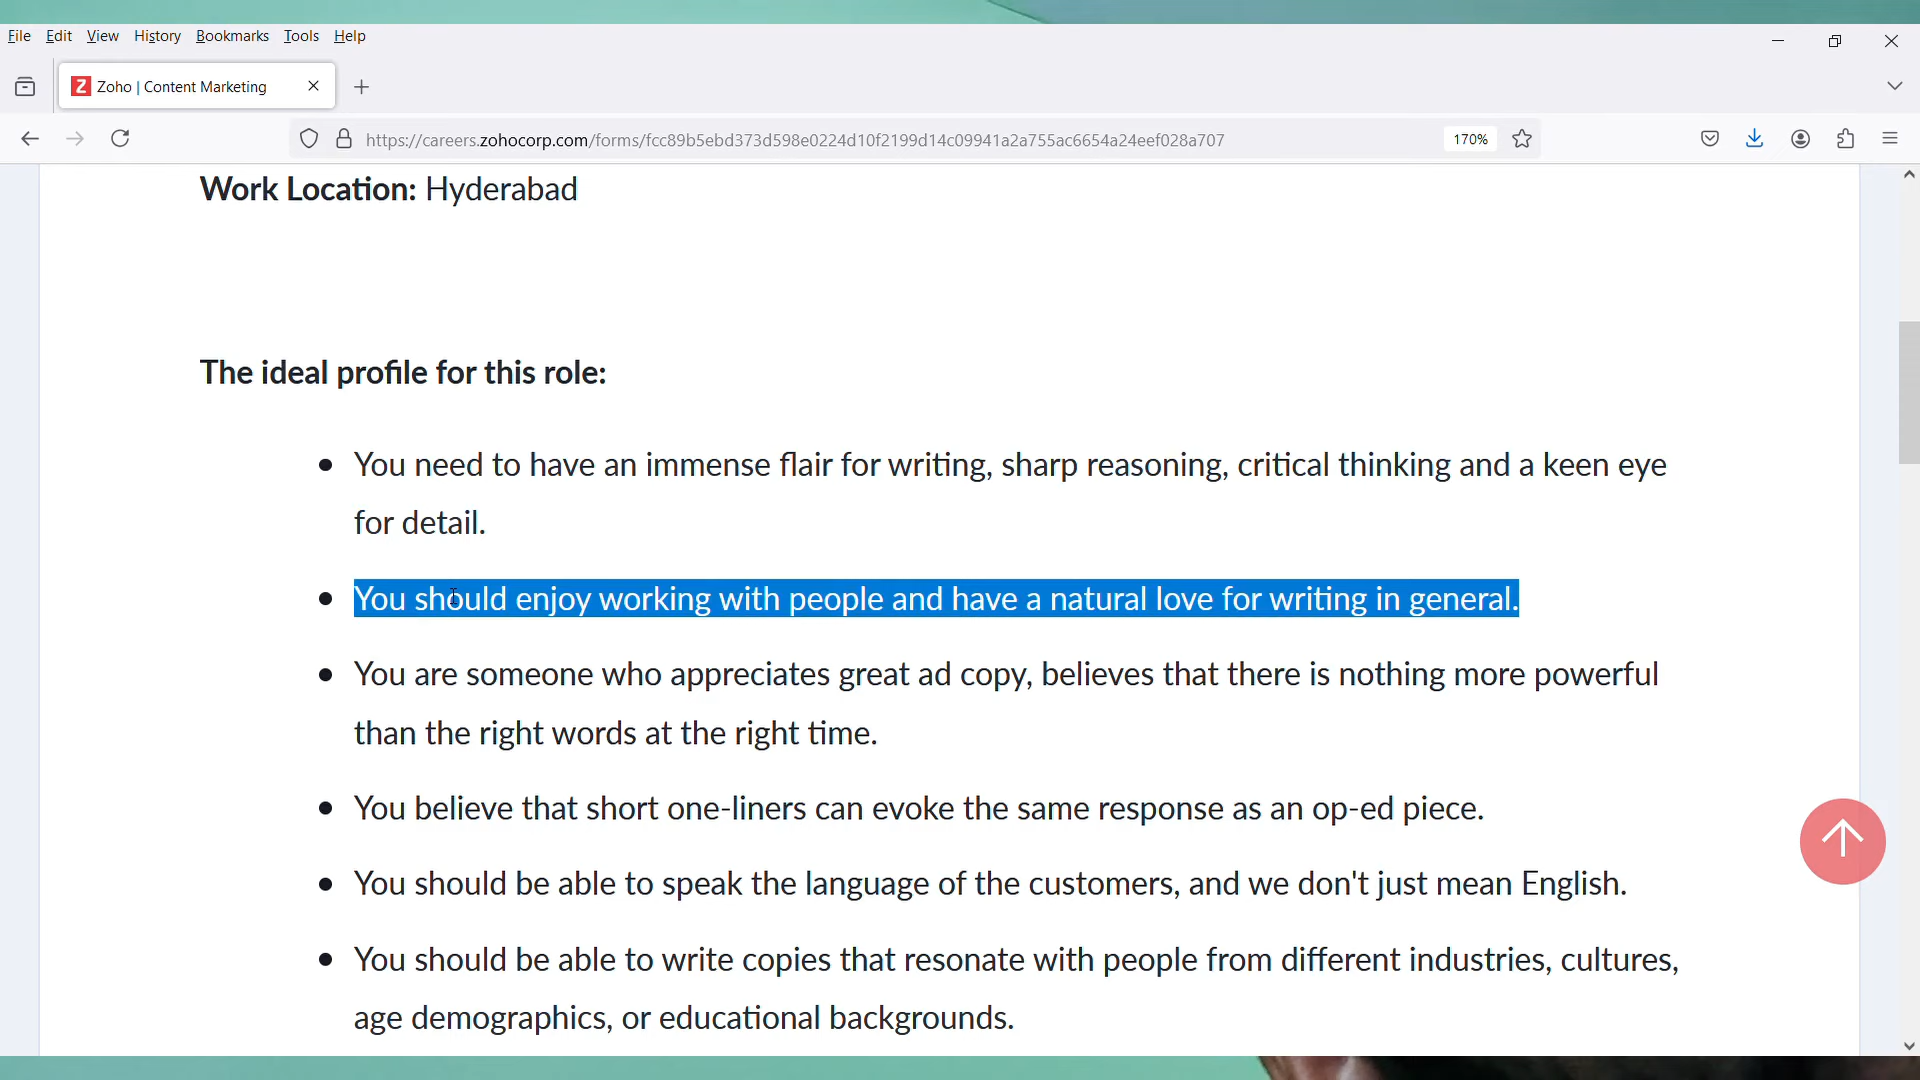 File Edit View History Bookmarks Tools Help
Zoho | Content Marketing
https://careers.zohocorp.com/forms/fcc89b5ebd373d598e0224d10f2199d14c09941a2a755ac6654a24eef028a707
170%
Work Location: Hyderabad
The ideal profile for this role:
You need to have an immense flair for writing, sharp reasoning, critical thinking and a keen eye
for detail.
You should enjoy working with people and have a natural love for writing in general.
You are someone who appreciates great ad copy, believes that there is nothing more powerful
than the right words at the right time.
You believe that short one-liners can evoke the same response as an op-ed piece.
You should be able to speak the language of the customers, and we don't just mean English.
You should be able to write copies that resonate with people from different industries, cultures,
age demographics, or educational backgrounds.